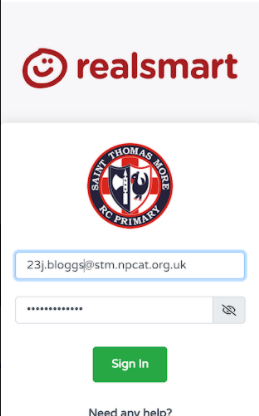 realsmart
SAINT THOMAS MORE
RC PRIMARY
23j.bloggs@stm.npcat.org.uk
•••••••••••••
Sign In
Need any help?